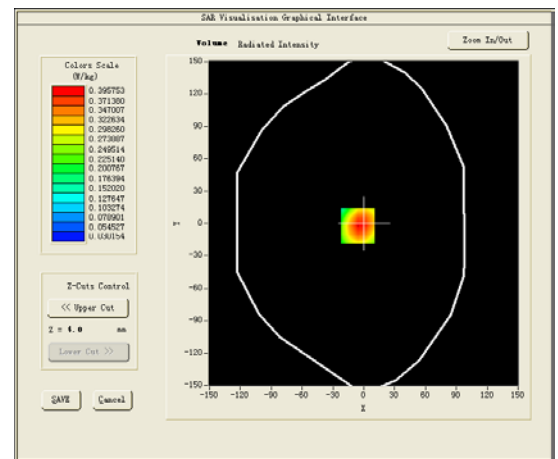 SAR Visualisation Graphical Interface
Volume Radiated Intensity
Zoom In/Out
Colors Scale
(W/kg)
0.395753
0.371380
0.347007
0.322634
0.298260
0.273887
0.249514
0.225140
0.200767
0.176394
0.152020
0.127647
0.103274
0.078901
0.054527
0.030154
150
120
90
60
30
0
-30
-60
-90
-120
-150
Y
-150 -120 -90 -60 -30 0 30 60 90 120 150
X
Z-Cuts Control
<< Upper Cut
Z = 4.0 mm
Lower Cut >>
SAVE Cancel